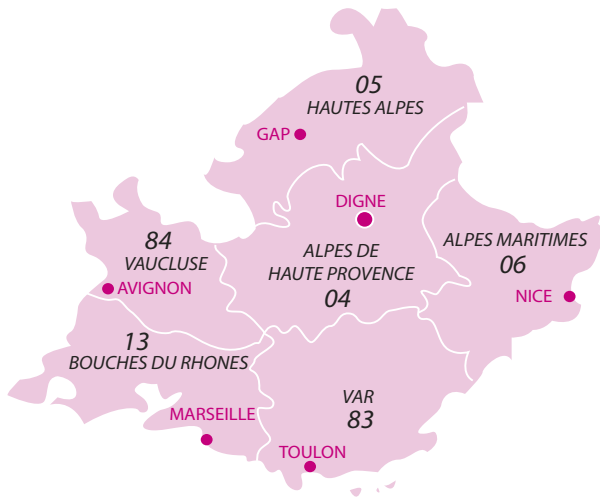 05
HAUTES ALPES
GAP
DIGNE
84
VAUCLUSE
AVIGNON
ALPES DE
HAUTE PROVENCE
04
ALPES MARITIMES
06
NICE
13
BOUCHES DU RHONES
MARSEILLE
VAR
83
TOULON